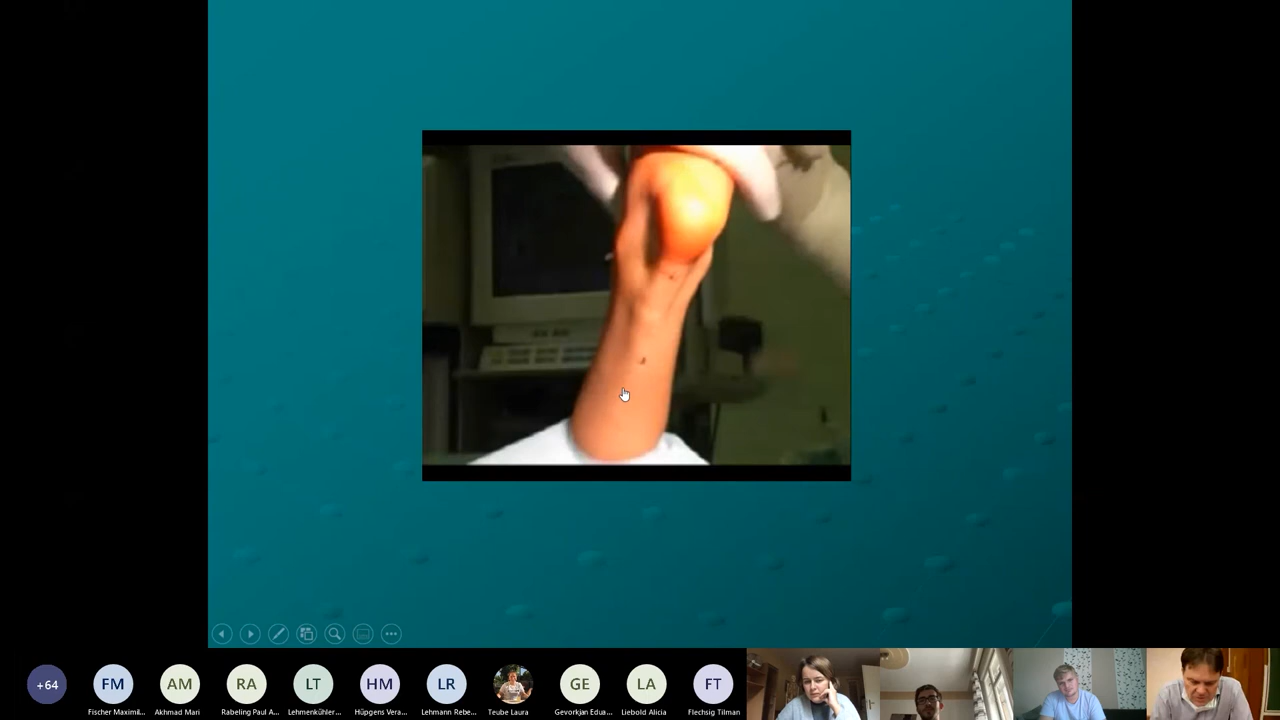 +64
FM
AM
RA
LT
HM
LR
GE
LA
FT
Fischer Maximil...
Akhmad Mari
Rabeling Paul A...
Lehmenkühler...
Hüpgens Vera...
Lehmann Rebe...
Teube Laura
Gevorkjan Edua...
Liebold Alicia
Flechsig Tilman